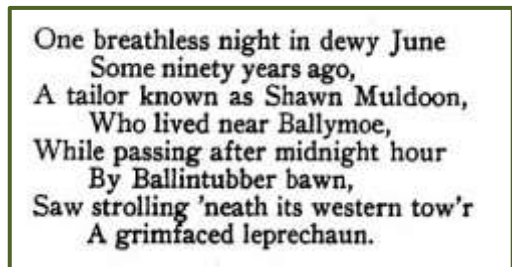 One breathless night in dewy June
Some ninety years ago,
A tailor known as Shawn Muldoon,
Who lived near Ballymoe,
While passing after midnight hour
By Ballintubber bawn,
Saw strolling 'neath its western tow'r
A grimfaced leprechaun.